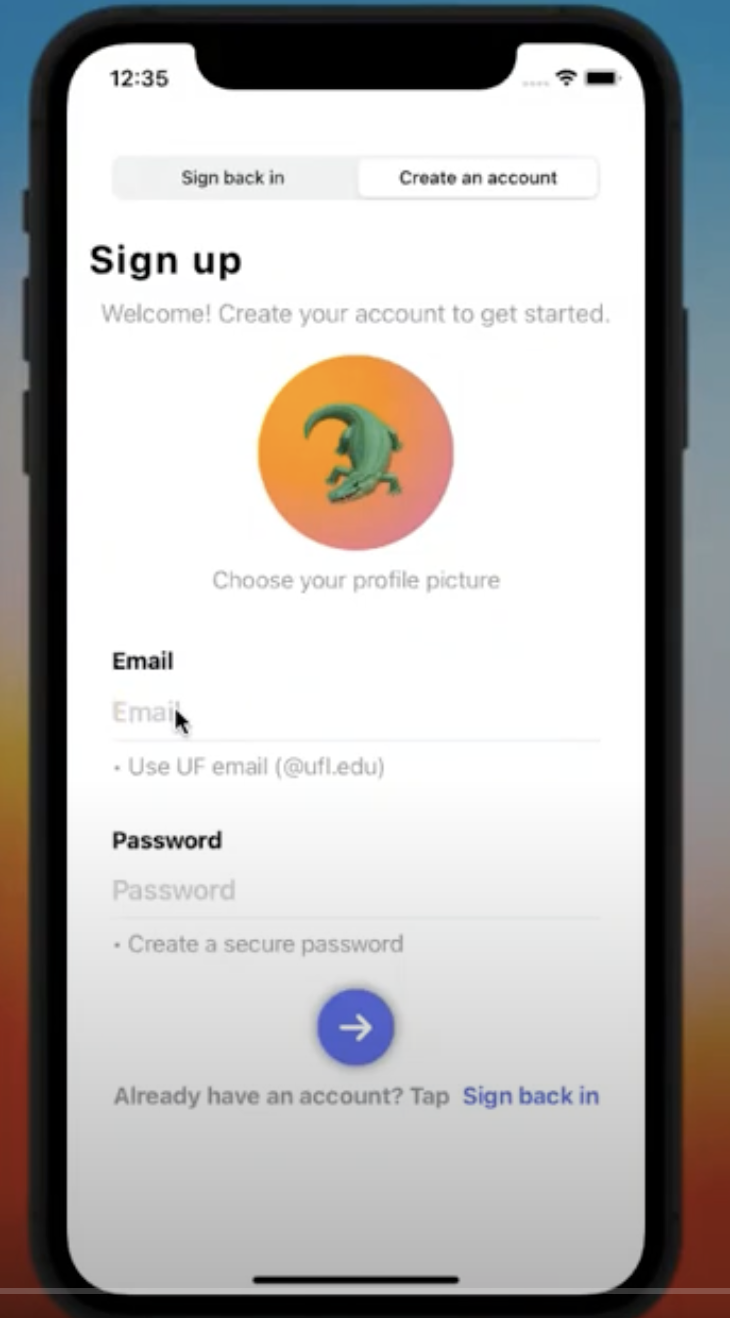 12:35
Sign back in
Create an account
Sign up
Welcome! Create your account to get started.
Choose your profile picture
Email
Email
• Use UF email (@ufl.edu)
Password
Password
• Create a secure password
Already have an account? Tap Sign back in